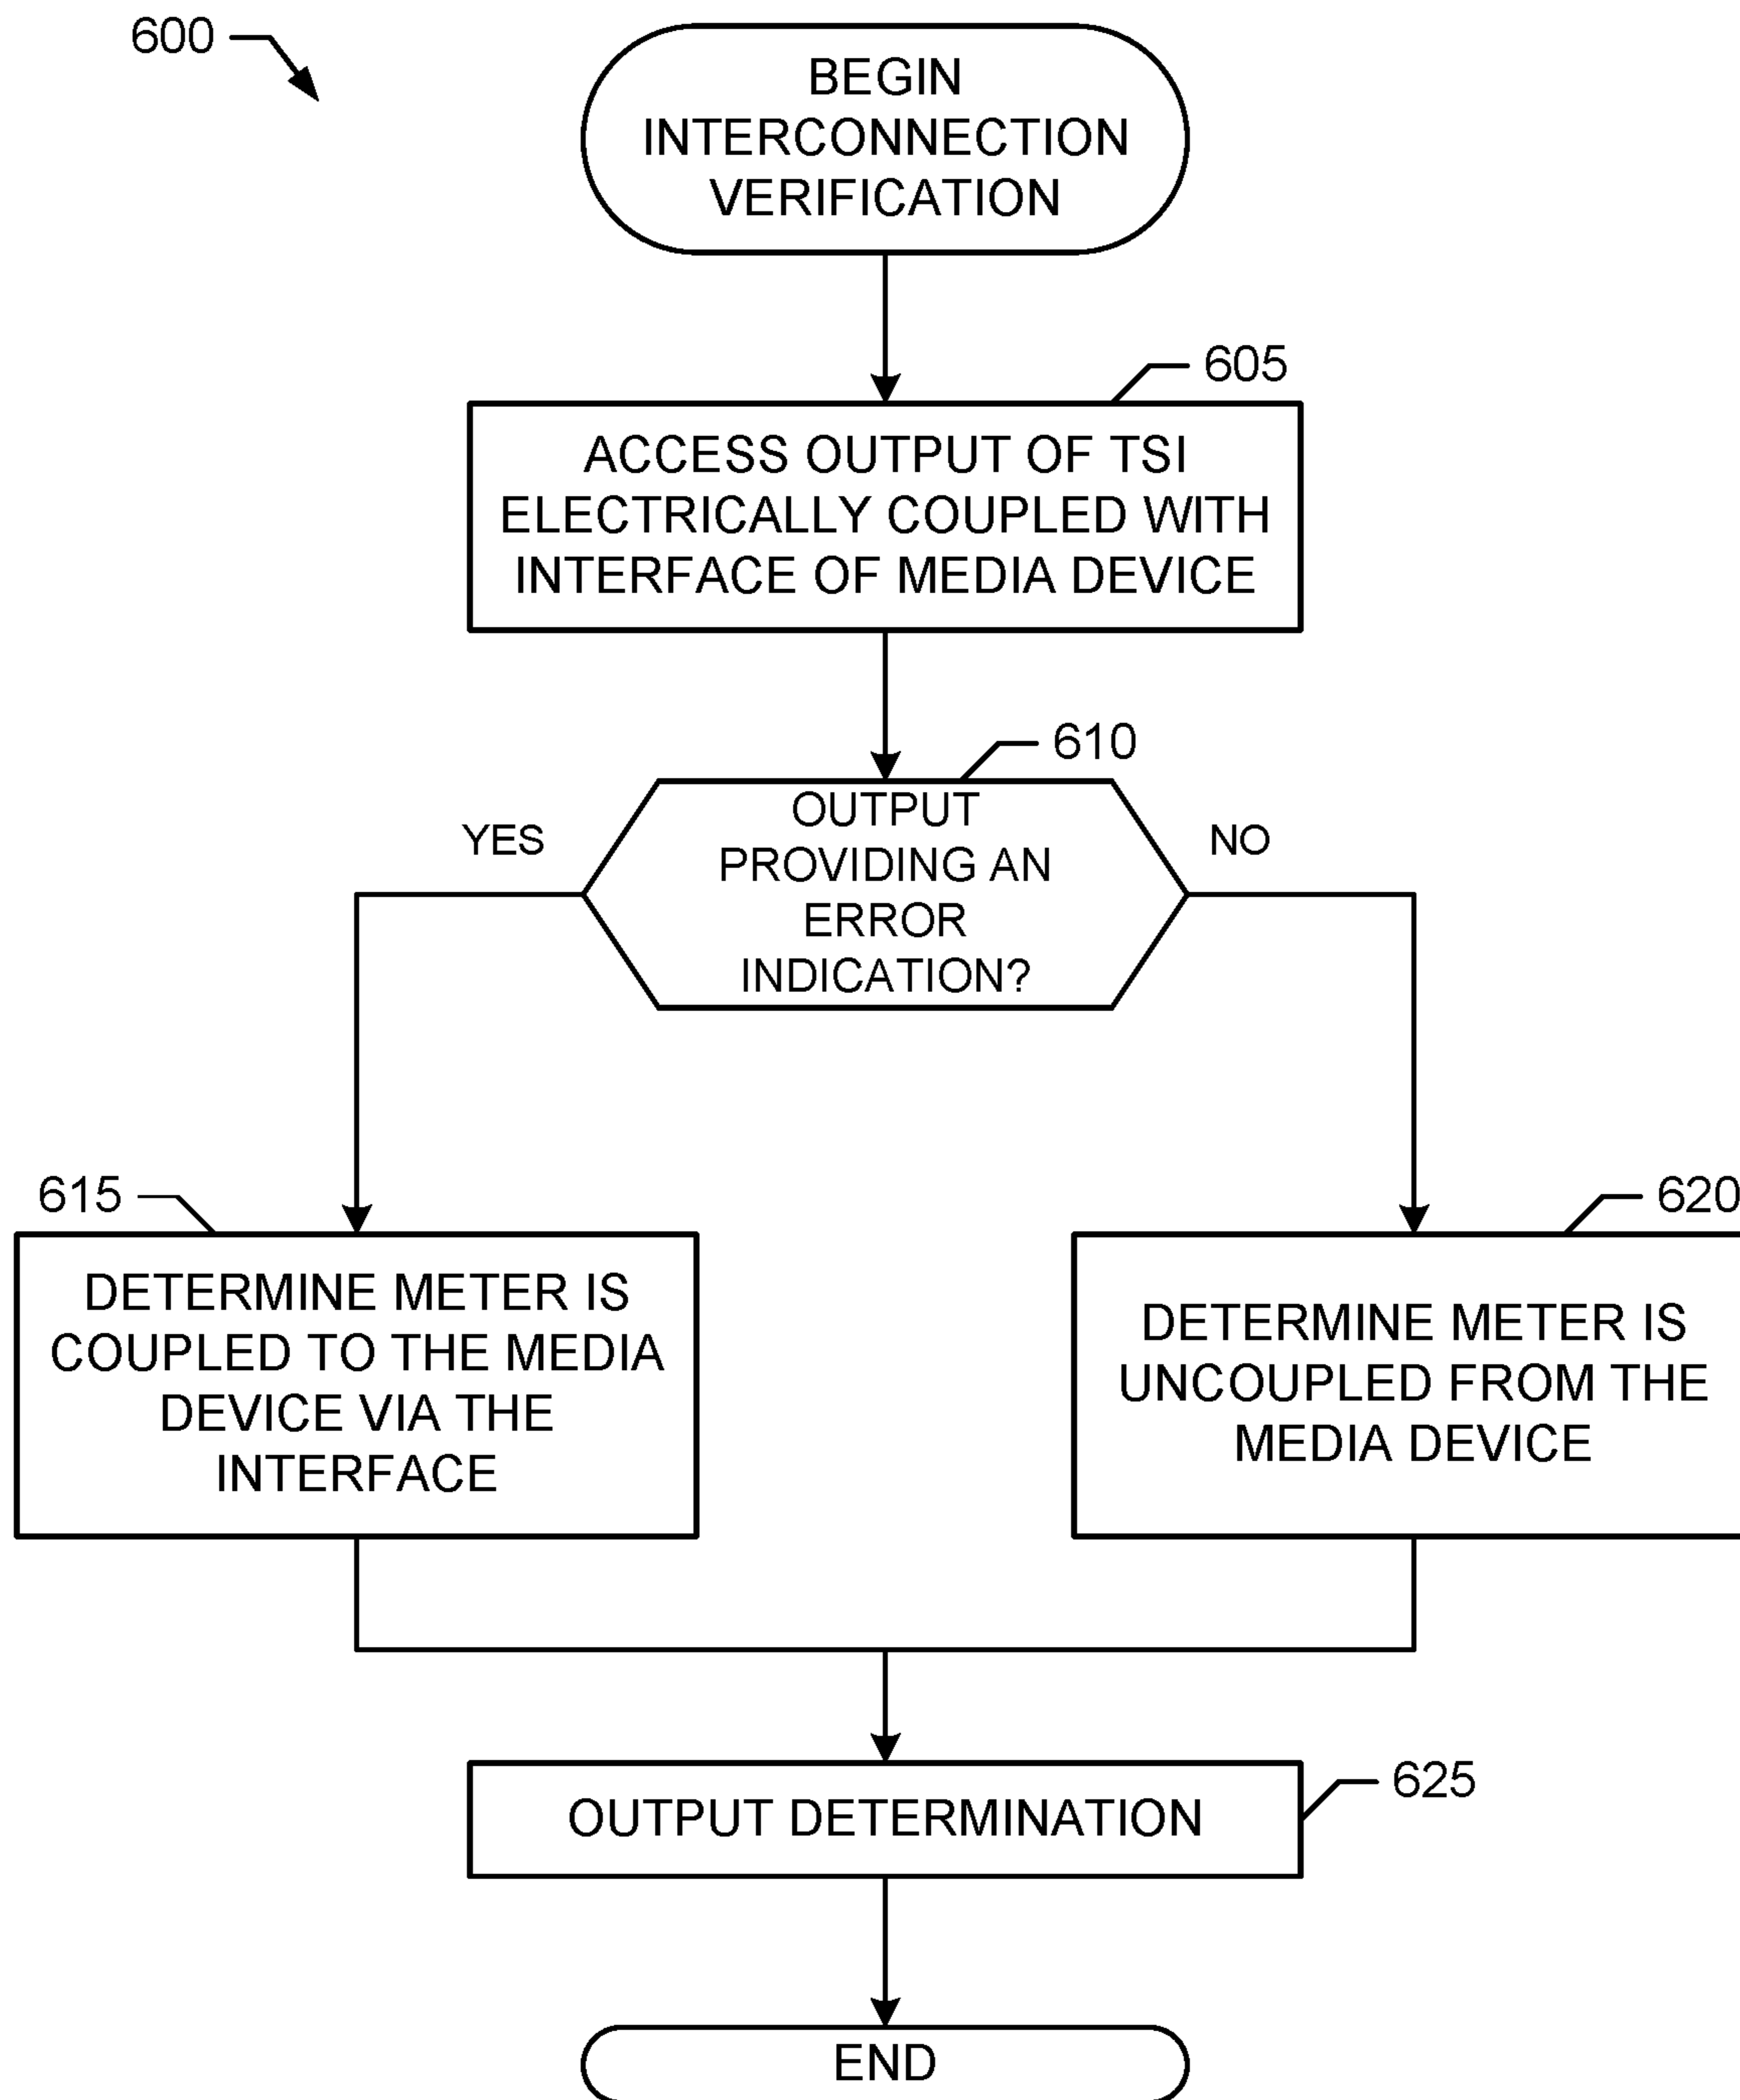 600
BEGIN
INTERCONNECTION
VERIFICATION
605
ACCESS OUTPUT OF TSI
ELECTRICALLY COUPLED WITH
INTERFACE OF MEDIA DEVICE
610
YES
OUTPUT
PROVIDING AN
ERROR
INDICATION?
NO
615
DETERMINE METER IS
COUPLED TO THE MEDIA
DEVICE VIA THE
INTERFACE
620
DETERMINE METER IS
UNCOUPLED FROM THE
MEDIA DEVICE
625
OUTPUT DETERMINATION
END